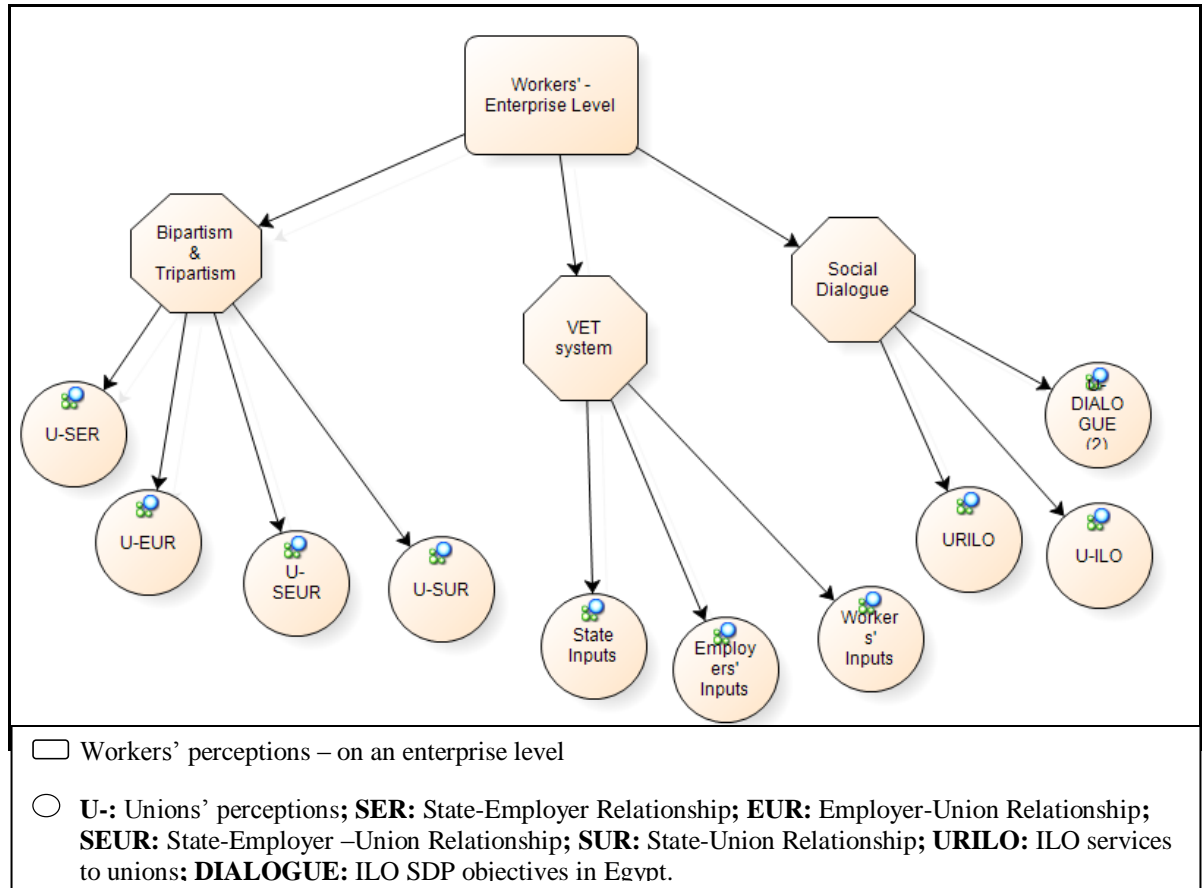 Workers' -
Enterprise Level
Bipartism
&
Tripartism
VET
system
Social
Dialogue
U-SER
U-EUR
U-
SEUR
U-SUR
State
Inputs
Employ
ers'
Inputs
Worker
s'
Inputs
URILO
U-ILO
DIALO
GUE
(2)
Workers’ perceptions – on an enterprise level
U-: Unions’ perceptions; SER: State-Employer Relationship; EUR: Employer-Union Relationship;
SEUR: State-Employer –Union Relationship; SUR: State-Union Relationship; URILO: ILO services
to unions; DIALOGUE: ILO SDP objectives in Egypt.